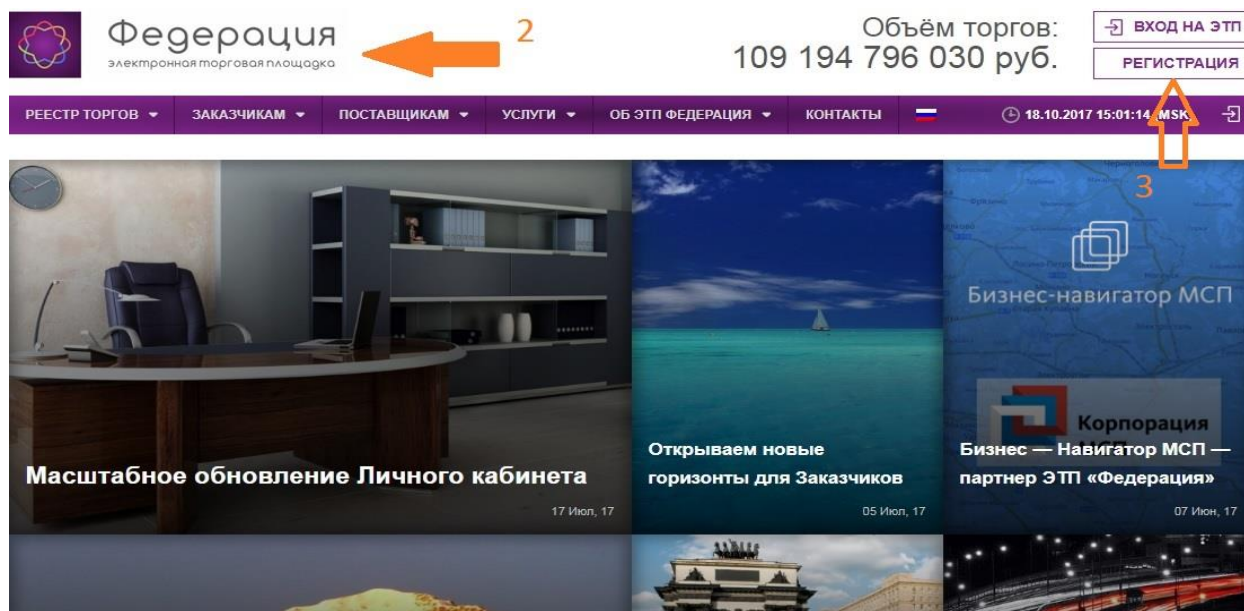 Федерация
электронная торговая площадка
2
Объём торгов:
109 194 796 030 руб.
ВХОД НА ЭТП
РЕГИСТРАЦИЯ
РЕЕСТР ТОРГОВ ЗАКАЗЧИКАМ ПОСТАВЩИКАМ УСЛУГИ ОБ ЭТП ФЕДЕРАЦИЯ КОНТАКТЫ 18.10.2017 15:01:14 MSK
3
Бизнес-навигатор МСП
Корпорация
МСП
Масштабное обновление Личного кабинета
17 Июл, 17
Открываем новые
горизонты для Заказчиков
05 Июл, 17
Бизнес — Навигатор МСП —
партнер ЭТП «Федерация»
07 Июн, 17